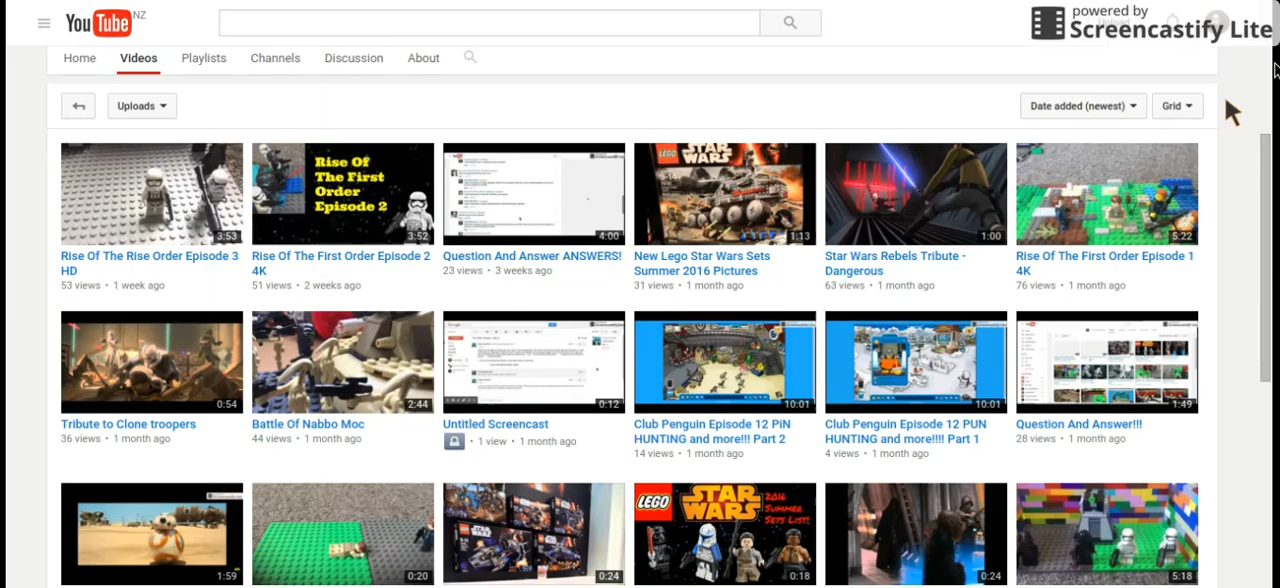 YouTube NZ
powered by
Screencastify Lite
Home Videos Playlists Channels Discussion About
Uploads Date added (newest) Grid
Rise Of
The First
Order
Episode 2
LEGO STAR WARS
3:53 3:52 4:00 1:13 1:00 5:22
Rise Of The Rise Order Episode 3 HD
53 views • 1 week ago
Rise Of The First Order Episode 2 4K
51 views • 2 weeks ago
Question And Answer ANSWERS!
23 views • 3 weeks ago
New Lego Star Wars Sets
Summer 2016 Pictures
31 views • 1 month ago
Star Wars Rebels Tribute -
Dangerous
63 views • 1 month ago
Rise Of The First Order Episode 1
4K
76 views • 1 month ago
0:54 2:44 0:12 10:01 10:01 1:49
Tribute to Clone troopers
36 views • 1 month ago
Battle Of Nabbo Moc
44 views • 1 month ago
Untitled Screencast
1 view • 1 month ago
Club Penguin Episode 12 PiN
HUNTING and more!!! Part 2
14 views • 1 month ago
Club Penguin Episode 12 PUN
HUNTING and more!!!! Part 1
4 views • 1 month ago
Question And Answer!!!
28 views • 1 month ago
LEGO STAR WARS
2016
SUMMER
SETS LIST!
1:59 0:20 0:24 0:18 0:24 5:18